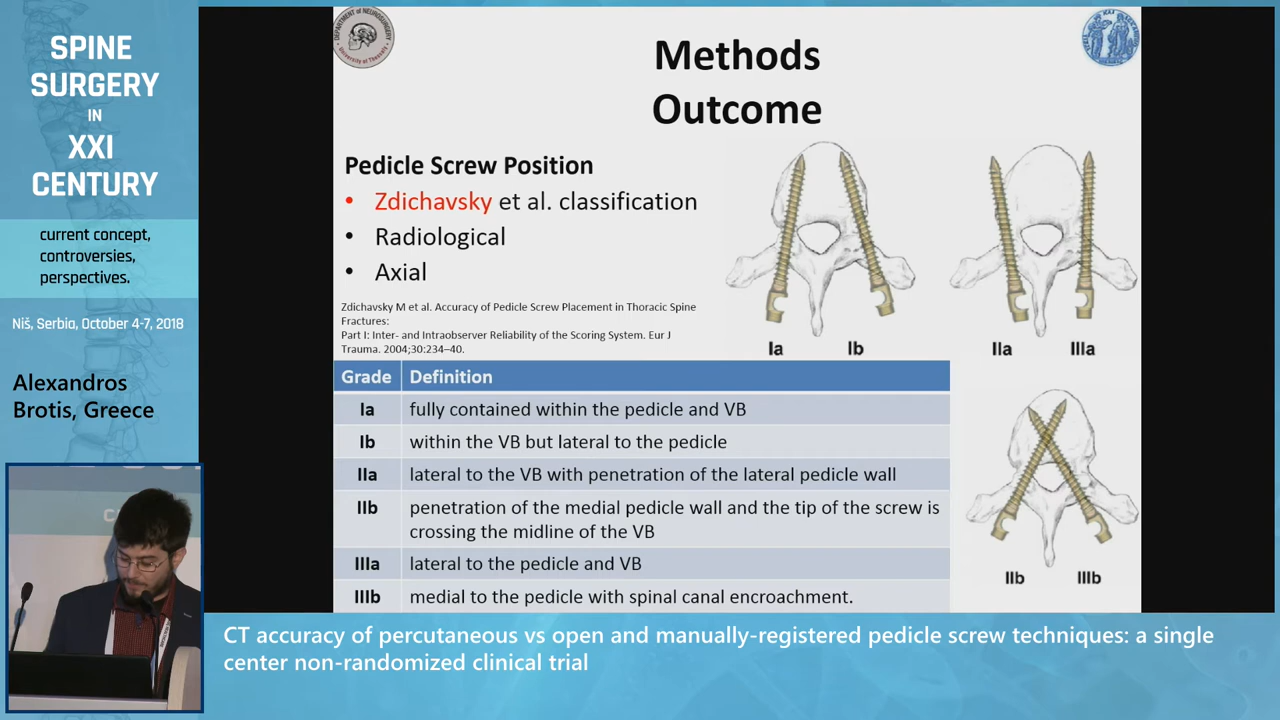 SPINE
SURGERY
IN
XXI
CENTURY
current concept,
controversies,
perspectives.
Niš, Serbia, October 4-7, 2018
Alexandros
Brotis, Greece
DEPARTMENT of NEUROSURGERY
University of Thessaly
Methods
Outcome
Pedicle Screw Position
• Zdichavsky et al. classification
• Radiological
• Axial
Zdichavsky M et al. Accuracy of Pedicle Screw Placement in Thoracic Spine
Fractures:
Part I: Inter- and Intraobserver Reliability of the Scoring System. Eur J
Trauma. 2004;30:234–40.
Ia Ib
IIa IIIa
IIb IIIb
Grade Definition
Ia fully contained within the pedicle and VB
Ib within the VB but lateral to the pedicle
IIa lateral to the VB with penetration of the lateral pedicle wall
IIb penetration of the medial pedicle wall and the tip of the screw is
crossing the midline of the VB
IIIa lateral to the pedicle and VB
IIIb medial to the pedicle with spinal canal encroachment.
CT accuracy of percutaneous vs open and manually-registered pedicle screw techniques: a single
center non-randomized clinical trial